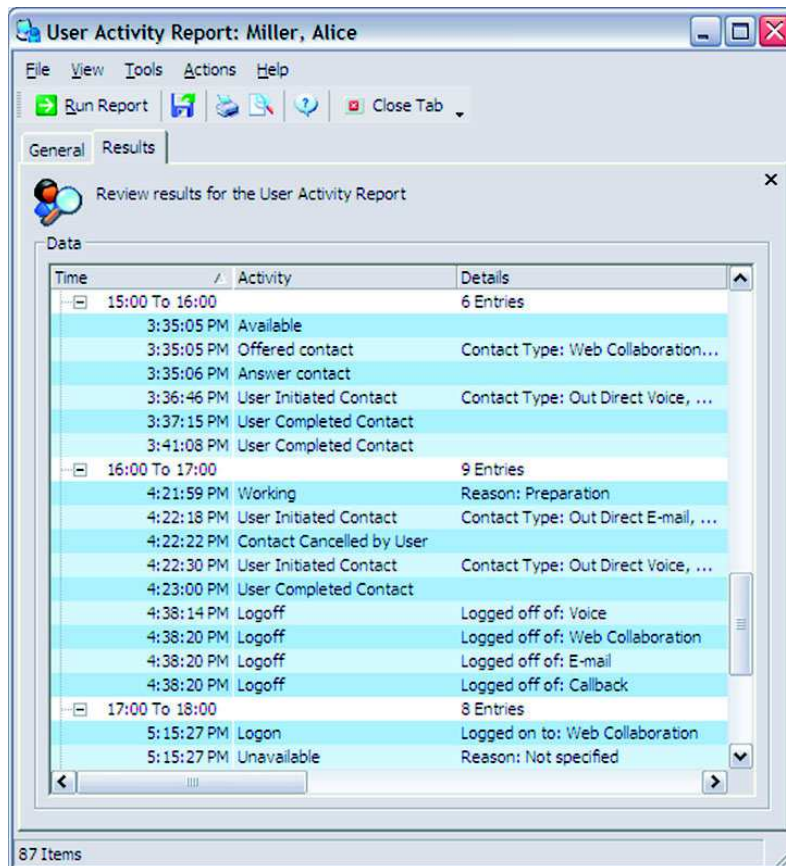 User Activity Report: Miller, Alice
File View Tools Actions Help
Run Report Close Tab
General Results
Review results for the User Activity Report
Data
Time Activity Details
15:00 To 16:00 6 Entries
3:35:05 PM Available
3:35:05 PM Offered contact Contact Type: Web Collaboration...
3:35:06 PM Answer contact
3:36:46 PM User Initiated Contact Contact Type: Out Direct Voice, ...
3:37:15 PM User Completed Contact
3:41:08 PM User Completed Contact
16:00 To 17:00 9 Entries
4:21:59 PM Working Reason: Preparation
4:22:18 PM User Initiated Contact Contact Type: Out Direct E-mail, ...
4:22:22 PM Contact Cancelled by User
4:22:30 PM User Initiated Contact Contact Type: Out Direct Voice, ...
4:23:00 PM User Completed Contact
4:38:14 PM Logoff Logged off of: Voice
4:38:20 PM Logoff Logged off of: Web Collaboration
4:38:20 PM Logoff Logged off of: E-mail
4:38:20 PM Logoff Logged off of: Callback
17:00 To 18:00 8 Entries
5:15:27 PM Logon Logged on to: Web Collaboration
5:15:27 PM Unavailable Reason: Not specified
87 Items